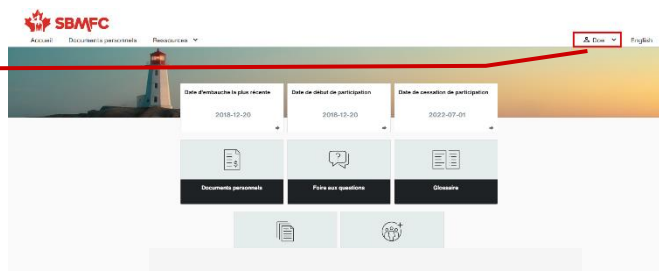 SBMFC
Accueil Documents personnels Ressources
Doe English
Date d'embauche la plus récente Date de début de participation Date de cessation de participation
2018-12-20 2018-12-20 2022-07-01
Documents personnels Foire aux questions Glossaire